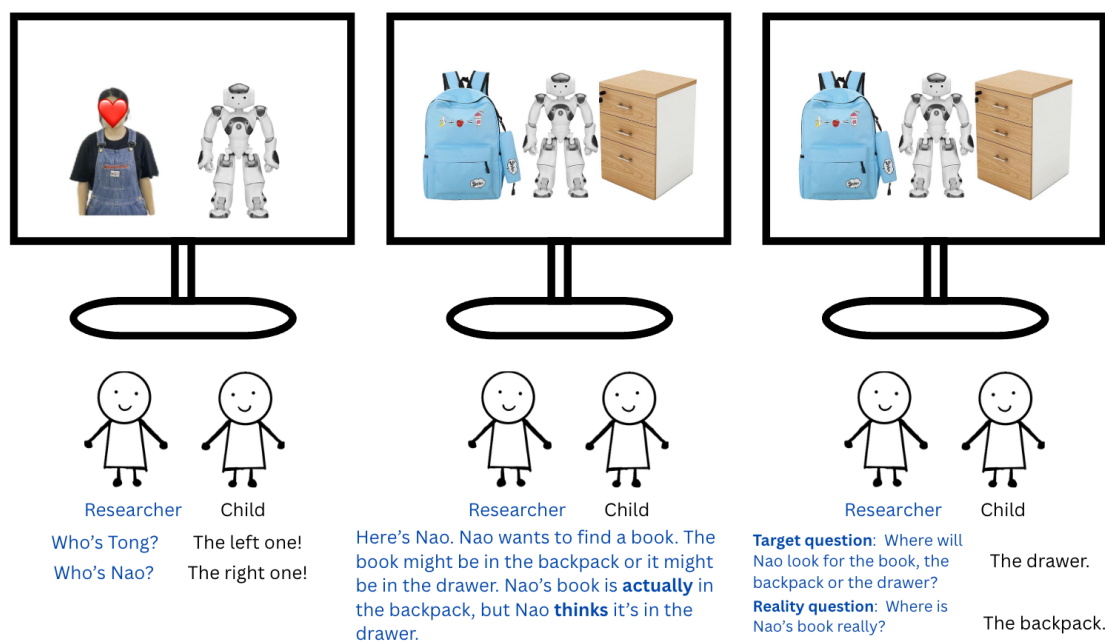 Researcher Child
Who's Tong? The left one!
Who's Nao? The right one!
Researcher Child
Here's Nao. Nao wants to find a book. The
book might be in the backpack or it might
be in the drawer. Nao's book is actually in
the backpack, but Nao thinks it's in the
drawer.
Researcher Child
Target question: Where will
Nao look for the book, the
backpack or the drawer?
The drawer.
Reality question: Where is
Nao's book really?
The backpack.